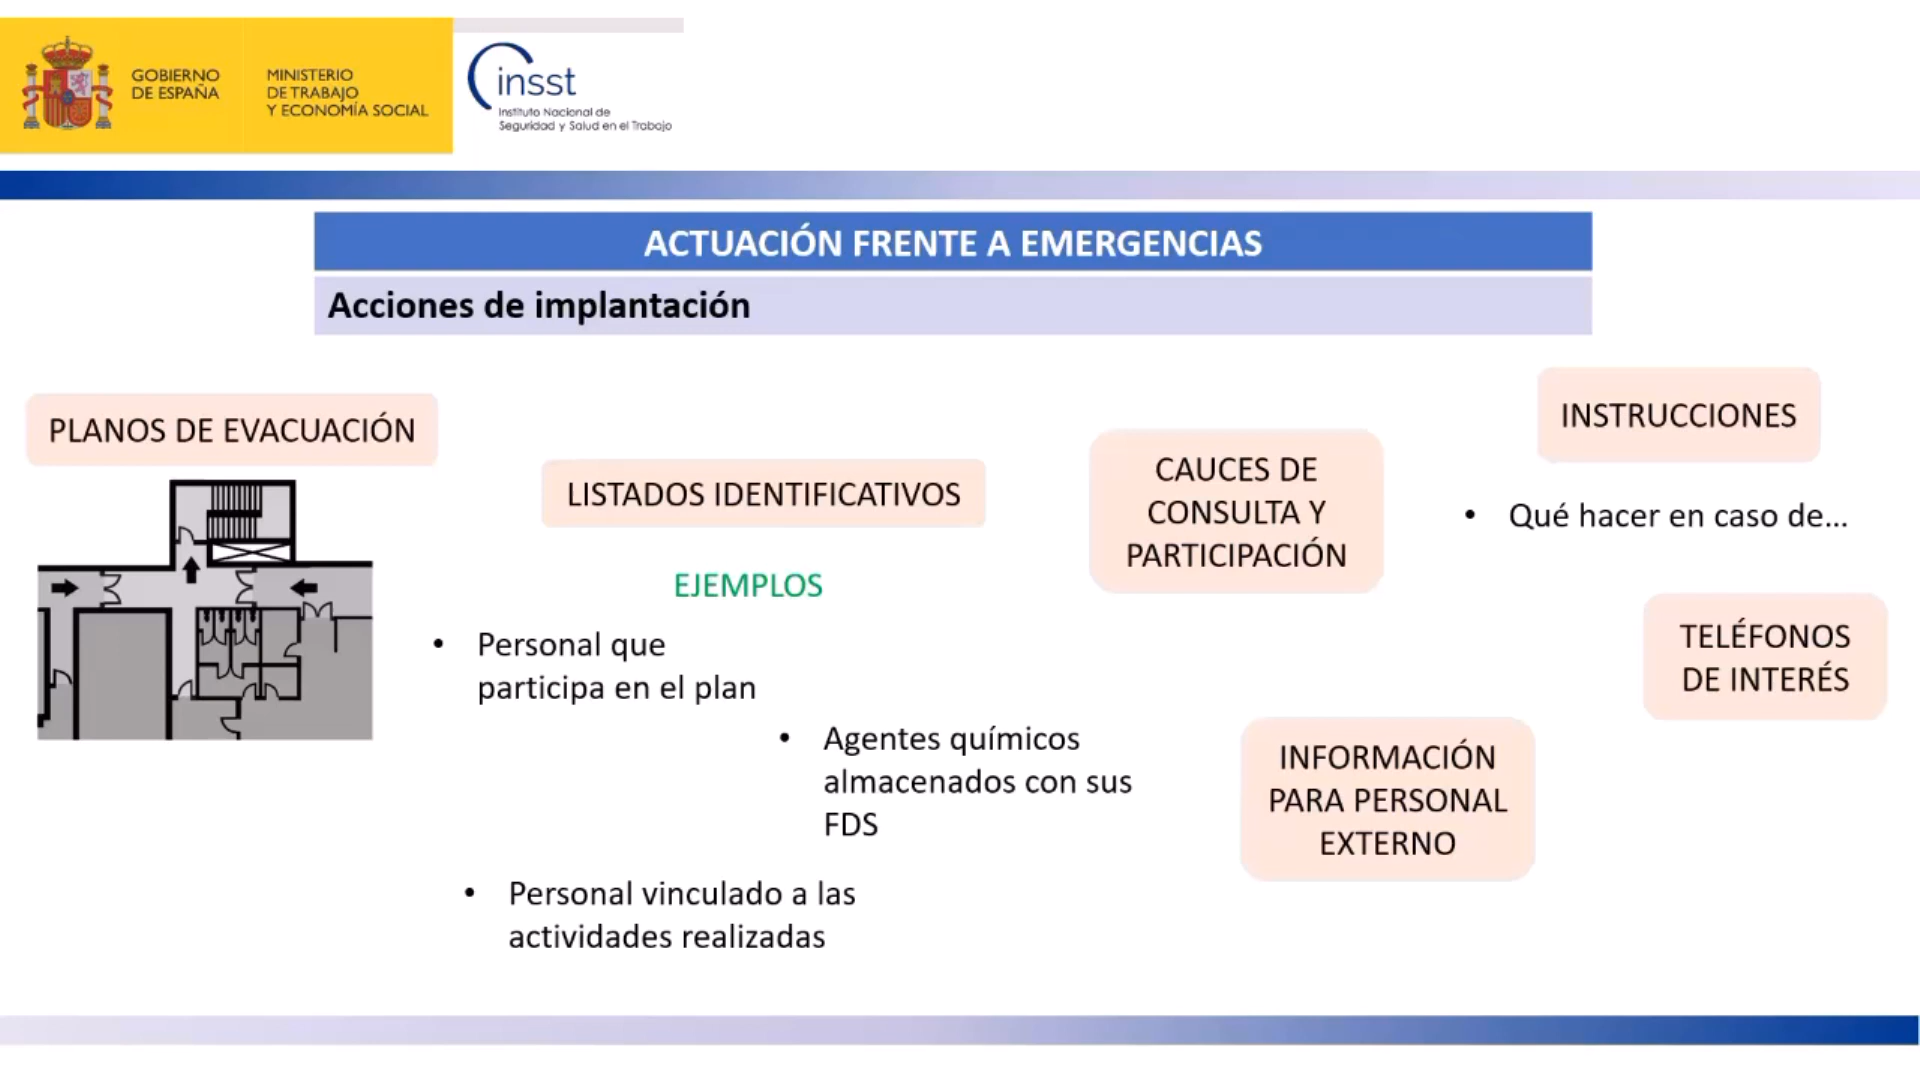 GOBIERNO
DE ESPAÑA
MINISTERIO
DE TRABAJO
Y ECONOMÍA SOCIAL
insst
Instituto Nacional de
Seguridad y Salud en el Trabajo
ACTUACIÓN FRENTE A EMERGENCIAS
Acciones de implantación
PLANOS DE EVACUACIÓN
LISTADOS IDENTIFICATIVOS
EJEMPLOS
• Personal que
participa en el plan
• Agentes químicos
almacenados con sus
FDS
• Personal vinculado a las
actividades realizadas
CAUCES DE
CONSULTA Y
PARTICIPACIÓN
INSTRUCCIONES
• Qué hacer en caso de...
TELÉFONOS
DE INTERÉS
INFORMACIÓN
PARA PERSONAL
EXTERNO